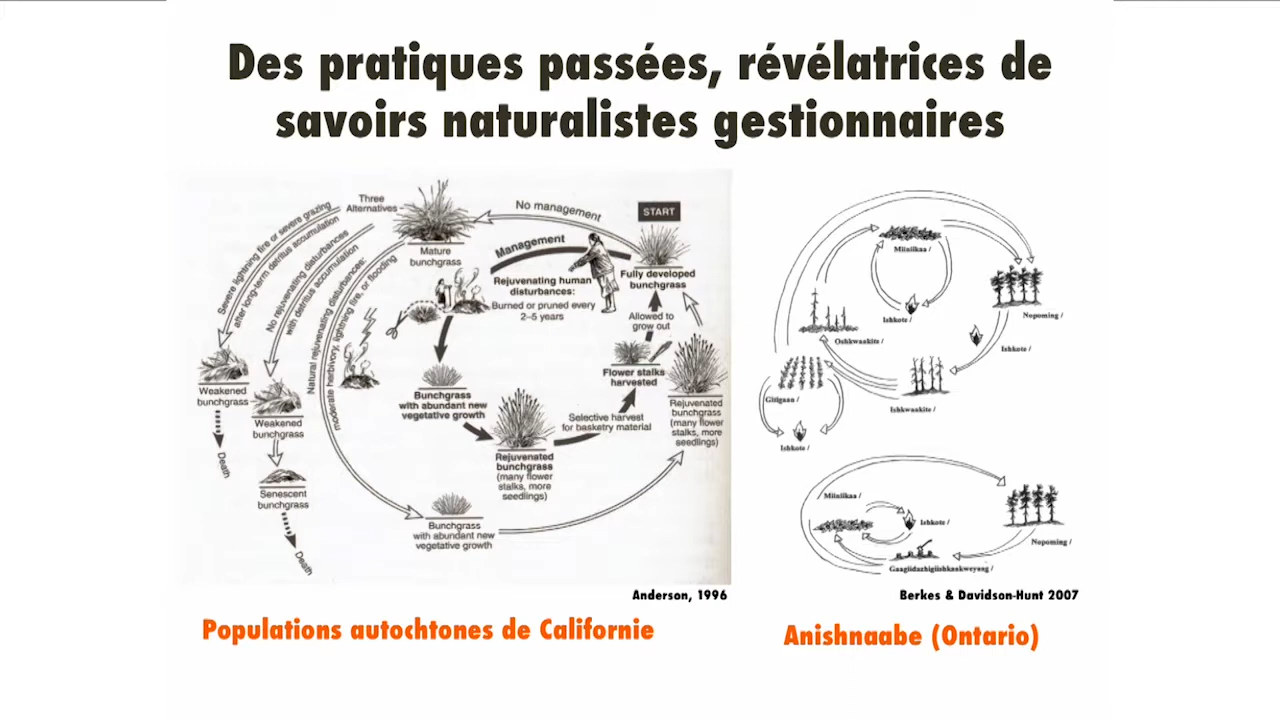 Des pratiques passées, révélatrices de
savoirs naturalistes gestionnaires
Three
Alternatives
No management
START
Severe lightning fire or severe grazing
after long-term detritus accumulation
No rejuvenating disturbances
with detritus accumulation
Natural rejuvenating disturbances:
moderate herbivory, lightning fire, or flooding
Mature
bunchgrass
Management
Rejuvenating human
disturbances:
Burned or pruned every
2–5 years
Fully developed
bunchgrass
Allowed to
grow out
Flower stalks
harvested
Weakened
bunchgrass
Death
Weakened
bunchgrass
Senescent
bunchgrass
Death
Bunchgrass
with abundant new
vegetative growth
Selective harvest
for basketry material
Rejuvenated
bunchgrass
(many flower
stalks, more
seedlings)
Rejuvenated
bunchgrass
(many flower
stalks, more
seedlings)
Bunchgrass
with abundant new
vegetative growth
Anderson, 1996
Populations autochtones de Californie
Miiniikaa /
Ishkote /
Nopoming /
Oshkwaakite /
Ishkote /
Gitigaan /
Ishkwaakite /
Ishkote /
Miiniikaa /
Ishkote /
Nopoming /
Gaagiidazhigiishkaakweyang /
Berkes & Davidson-Hunt 2007
Anishnaabe (Ontario)